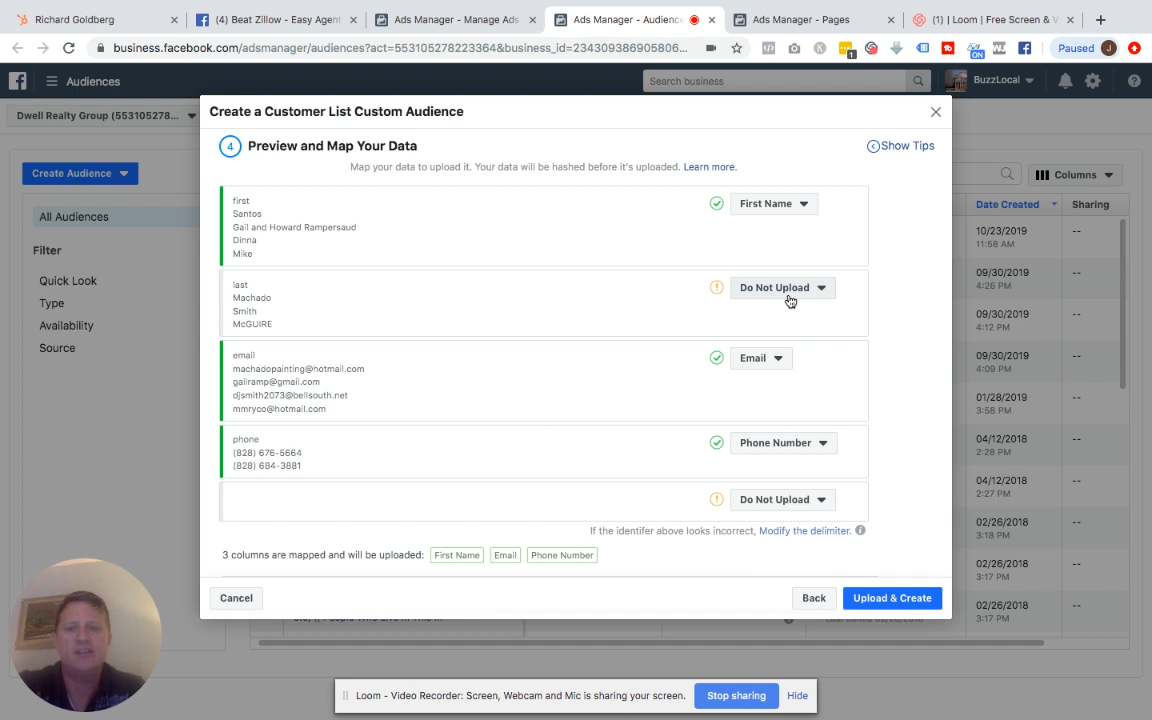 Richard Goldberg
(4) Beat Zillow - Easy Agent
Ads Manager - Manage Ads
Ads Manager - Audience
Ads Manager - Pages
(1) | Loom | Free Screen & V
business.facebook.com/adsmanager/audiences?act=553105278223364&business_id=234309386905806...
1
ON
WJ
Paused
J
Audiences
Search business
BuzzLocal
Dwell Realty Group (553105278...
Create a Customer List Custom Audience
4 Preview and Map Your Data
Show Tips
Map your data to upload it. Your data will be hashed before it's uploaded. Learn more.
Create Audience
All Audiences
Filter
Quick Look
Type
Availability
Source
first
Santos
Gail and Howard Rampersaud
Dinna
Mike
First Name
last
Machado
Smith
McGUIRE
Do Not Upload
email
machadopainting@hotmail.com
gailramp@gmail.com
djsmith2073@bellsouth.net
mmryco@hotmail.com
Email
phone
(828) 676-5664
(828) 684-3881
Phone Number
Do Not Upload
If the identifer above looks incorrect, Modify the delimiter.
3 columns are mapped and will be uploaded: First Name Email Phone Number
Cancel
Back
Upload & Create
Columns
Date Created
Sharing
10/23/2019
11:58 AM
--
09/30/2019
4:26 PM
--
09/30/2019
4:12 PM
--
09/30/2019
4:09 PM
--
01/28/2019
3:58 PM
--
04/12/2018
2:28 PM
--
04/12/2018
2:27 PM
--
02/26/2018
3:18 PM
--
02/26/2018
3:17 PM
--
02/26/2018
3:17 PM
--
Loom - Video Recorder: Screen, Webcam and Mic is sharing your screen.
Stop sharing
Hide